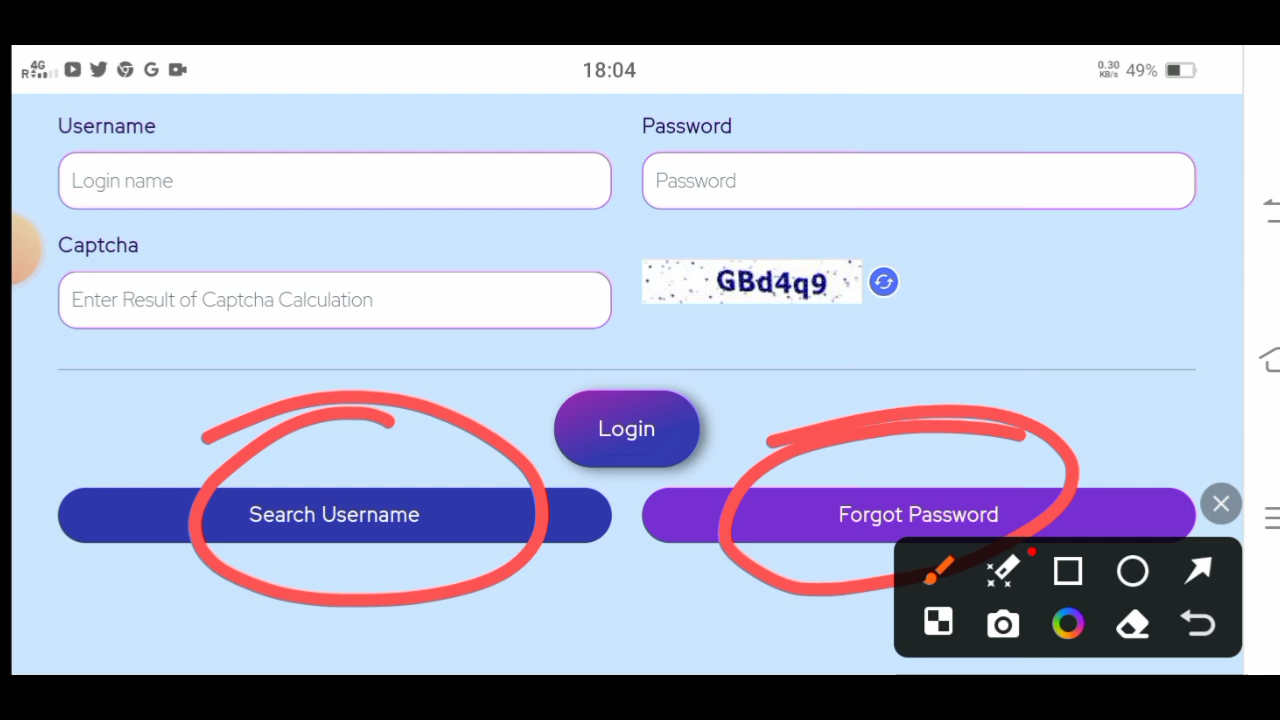 R 4G 18:04 0.30 KB/s 49%
Username Password
Login name Password
Captcha
GBd4q9
Enter Result of Captcha Calculation
Login
Search Username Forgot Password